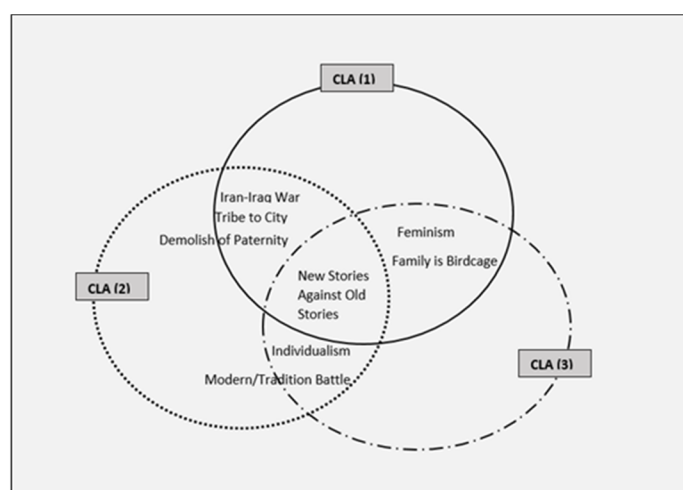 CLA (1)
Iran-Iraq War
Tribe to City
Demolish of Paternity
Feminism
Family is Birdcage
New Stories
Against Old
Stories
CLA (2)
Individualism
Modern/Tradition Battle
CLA (3)